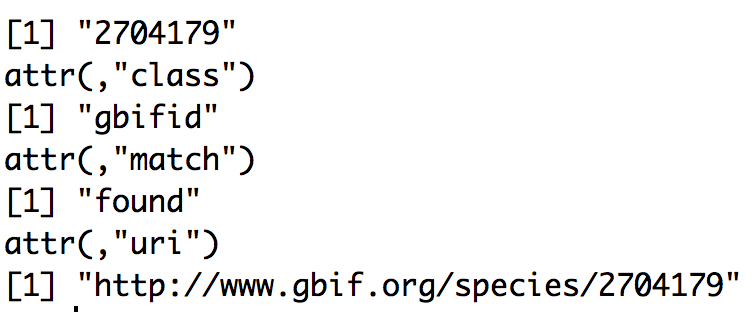 [1] "2704179"
attr(,"class")
[1] "gbifid"
attr(,"match")
[1] "found"
attr(,"uri")
[1] "http://www.gbif.org/species/2704179"